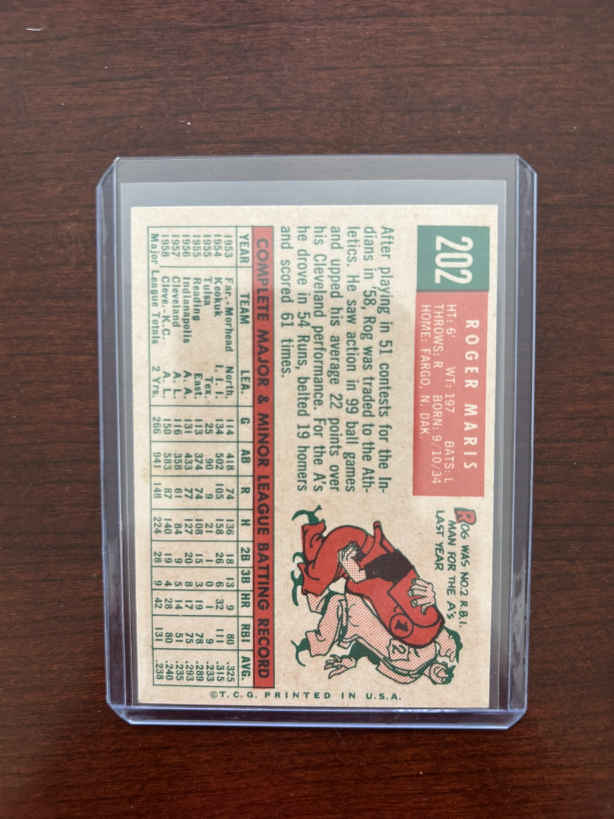 202
ROGER MARIS
HT: 6' WT: 197 BATS: L
THROWS: R BORN: 9/10/34
HOME: FARGO, N. DAK.
ROG WAS NO.2 R.B.I.
MAN FOR THE A's
LAST YEAR
2
After playing in 51 contests for the In-
dians in '58, Rog was traded to the Ath-
letics. He saw action in 99 ball games
and upped his average 22 points over
his Cleveland performance. For the A's
he drove in 54 Runs, belted 19 homers
and scored 61 times.
COMPLETE MAJOR & MINOR LEAGUE BATTING RECORD
YEAR TEAM LEA. G AB R H 2B 3B HR RBI AVG.
1953 Far.-Morhead North. 114 418 74 136 18 13 9 80 .325
1954 Keokuk I. I. I. 134 502 105 158 26 6 32 111 .315
1955 Tulsa Tex. 25 90 9 21 1 0 1 9 .233
1955 Reading East. 113 374 74 108 15 3 19 78 .289
1956 Indianapolis A. A. 131 433 77 127 20 8 17 75 .293
1957 Cleveland A. L. 116 358 61 84 9 5 14 51 .235
1958 Cleve.-K.C. A. L. 150 583 87 140 19 4 28 80 .240
Major League Totals 2 Yrs. 266 941 148 224 28 9 42 131 .238
©T.C.G. PRINTED IN U.S.A.